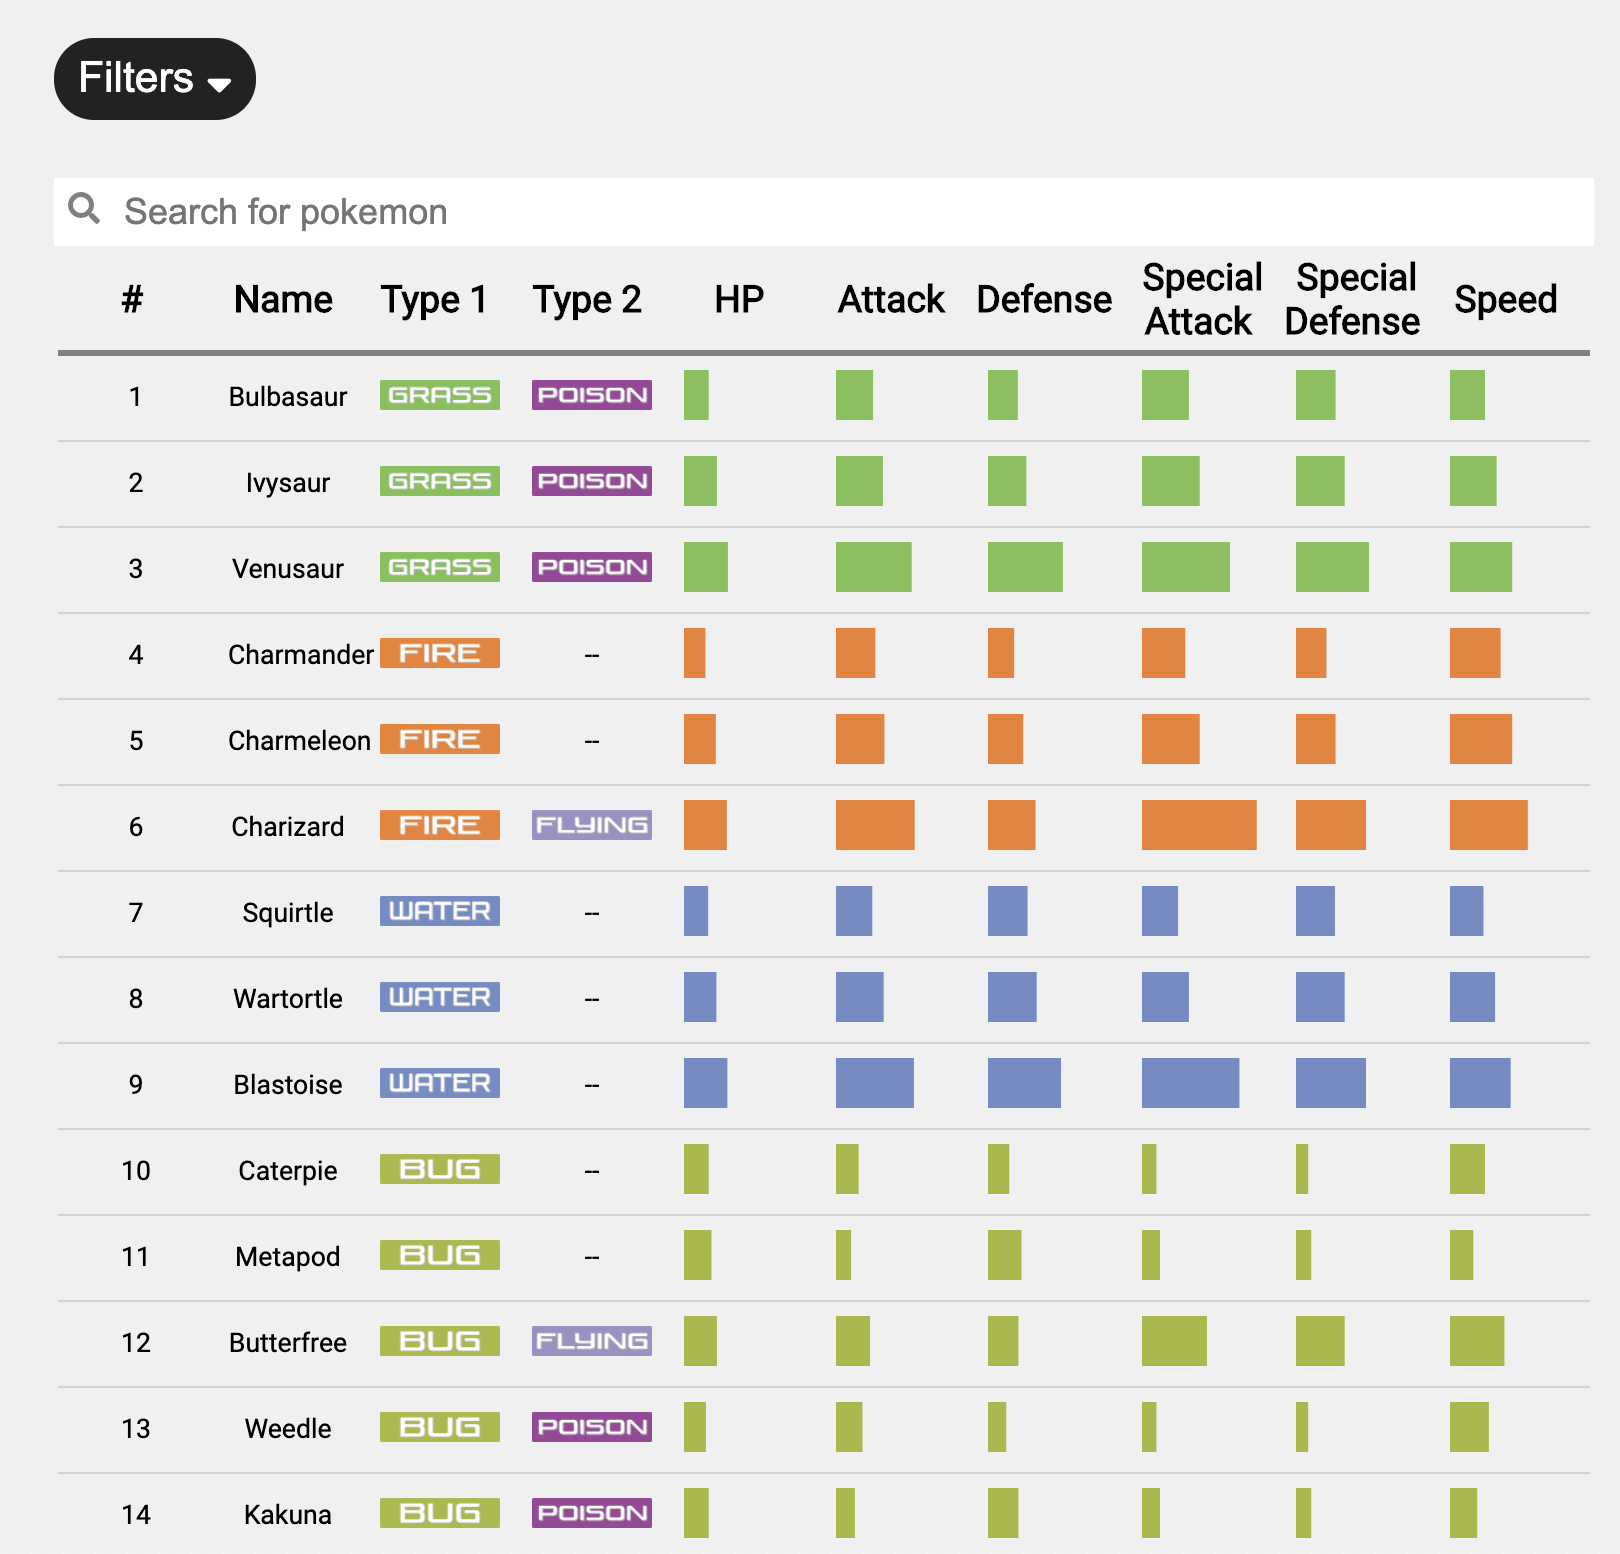 Filters
Search for pokemon
# Name Type 1 Type 2 HP Attack Defense Special Attack Special Defense Speed
1 Bulbasaur GRASS POISON
2 Ivysaur GRASS POISON
3 Venusaur GRASS POISON
4 Charmander FIRE --
5 Charmeleon FIRE --
6 Charizard FIRE FLYING
7 Squirtle WATER --
8 Wartortle WATER --
9 Blastoise WATER --
10 Caterpie BUG --
11 Metapod BUG --
12 Butterfree BUG FLYING
13 Weedle BUG POISON
14 Kakuna BUG POISON